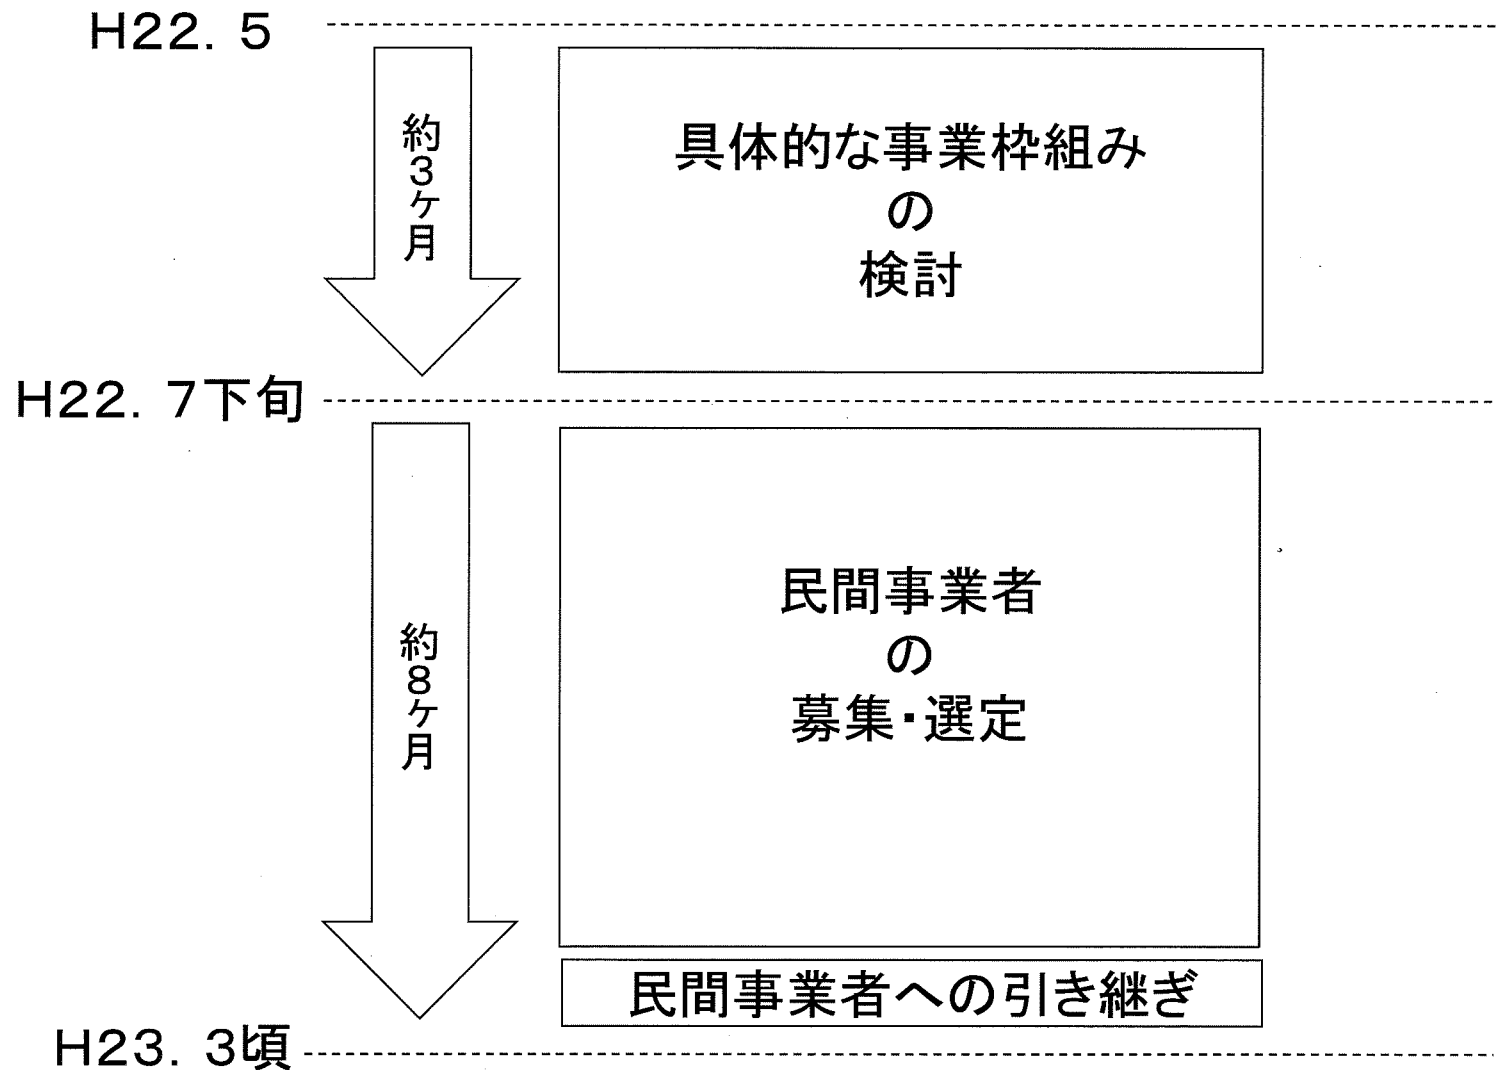 H22．5
約3ヶ月
具体的な事業枠組み
の
検討
H22．7下旬
約8ヶ月
民間事業者
の
募集・選定
民間事業者への引き継ぎ
H23．3頃